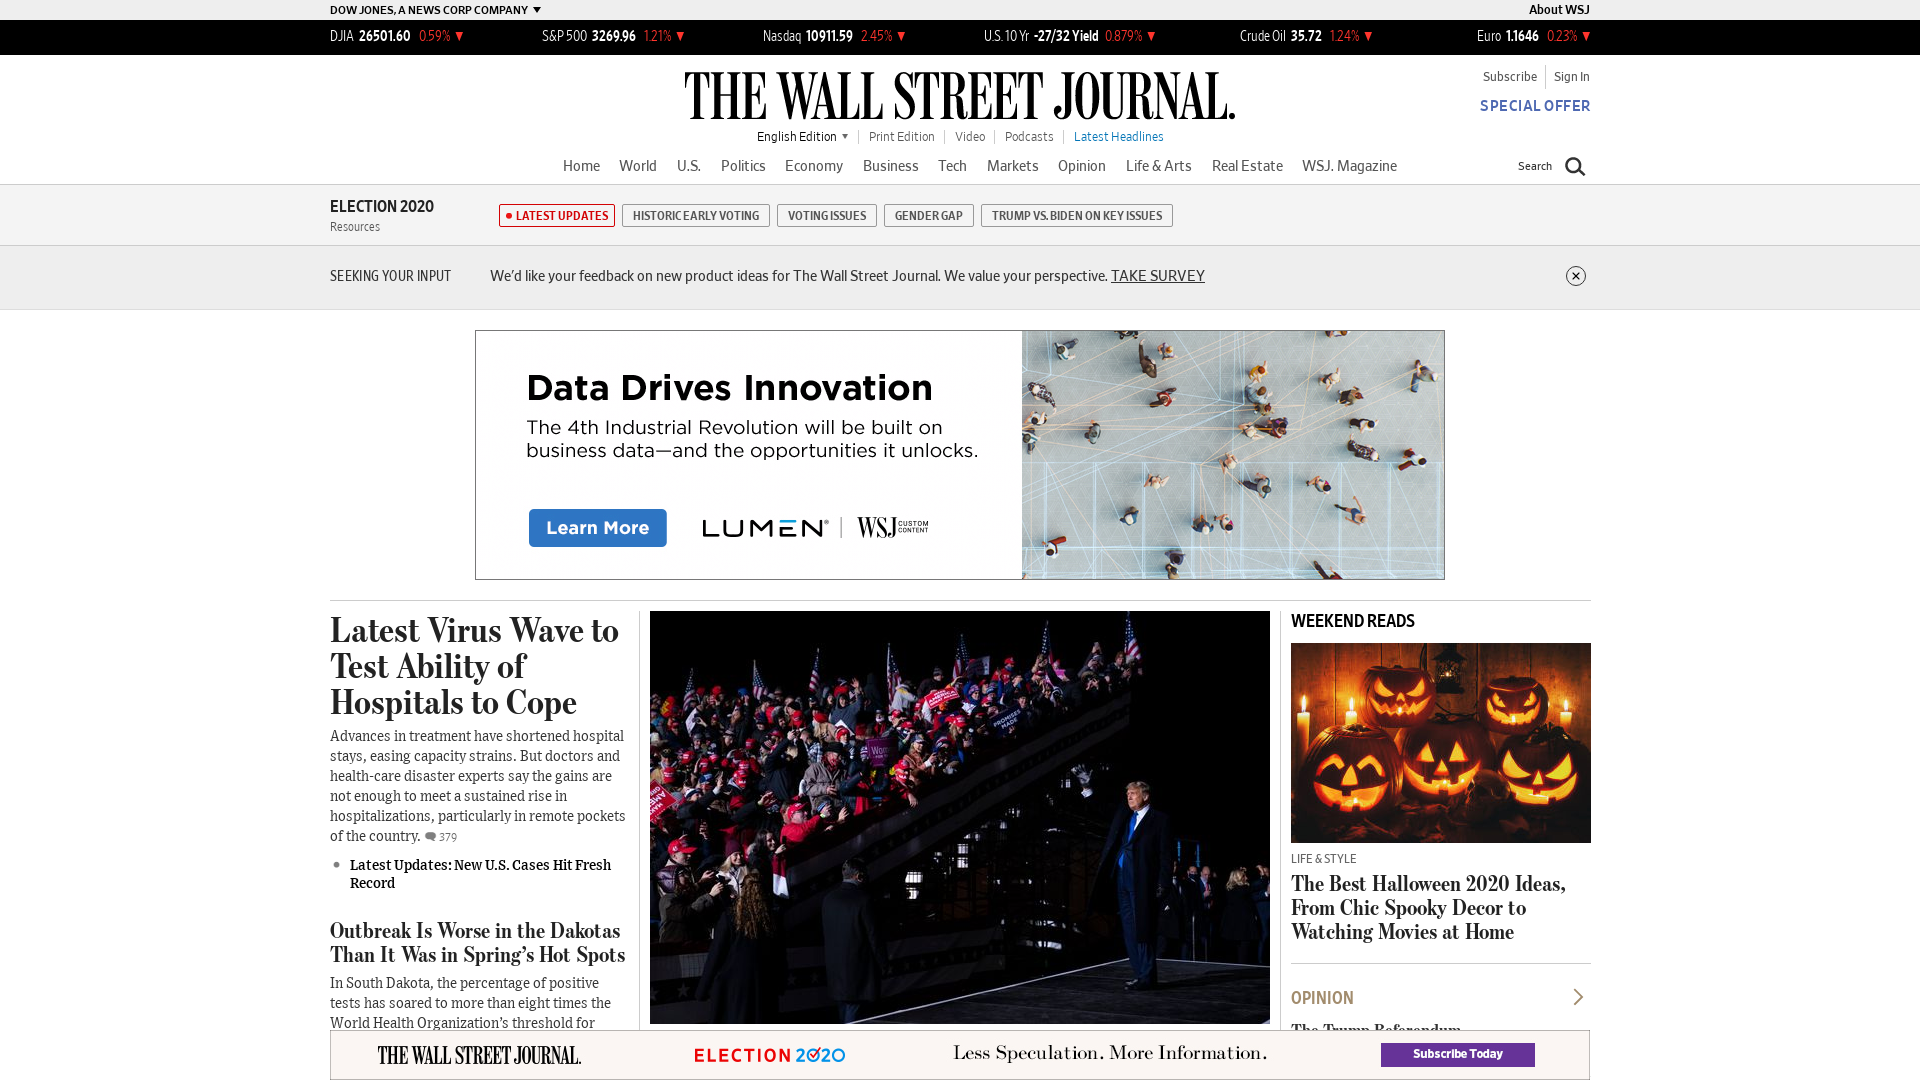 DOW JONES, A NEWS CORP COMPANY
About WSJ
DJIA 26501.60 0.59%
S&P 500 3269.96 1.21%
Nasdaq 10911.59 2.45%
U.S. 10 Yr -27/32 Yield 0.879%
Crude Oil 35.72 1.24%
Euro 1.1646 0.23%
THE WALL STREET JOURNAL.
Subscribe
Sign In
SPECIAL OFFER
English Edition
Print Edition
Video
Podcasts
Latest Headlines
Home
World
U.S.
Politics
Economy
Business
Tech
Markets
Opinion
Life & Arts
Real Estate
WSJ. Magazine
Search
ELECTION 2020
Resources
LATEST UPDATES
HISTORIC EARLY VOTING
VOTING ISSUES
GENDER GAP
TRUMP VS. BIDEN ON KEY ISSUES
SEEKING YOUR INPUT
We’d like your feedback on new product ideas for The Wall Street Journal. We value your perspective. TAKE SURVEY
Data Drives Innovation
The 4th Industrial Revolution will be built on
business data—and the opportunities it unlocks.
Learn More
LUMEN®
WSJ CUSTOM CONTENT
Latest Virus Wave to
Test Ability of
Hospitals to Cope
Advances in treatment have shortened hospital
stays, easing capacity strains. But doctors and
health-care disaster experts say the gains are
not enough to meet a sustained rise in
hospitalizations, particularly in remote pockets
of the country. 379
Latest Updates: New U.S. Cases Hit Fresh
Record
Outbreak Is Worse in the Dakotas
Than It Was in Spring’s Hot Spots
In South Dakota, the percentage of positive
tests has soared to more than eight times the
World Health Organization’s threshold for
PROMISES
MADE
WEEKEND READS
LIFE & STYLE
The Best Halloween 2020 Ideas,
From Chic Spooky Decor to
Watching Movies at Home
OPINION
The Trump Referendum
THE WALL STREET JOURNAL.
ELECTION 2020
Less Speculation. More Information.
Subscribe Today